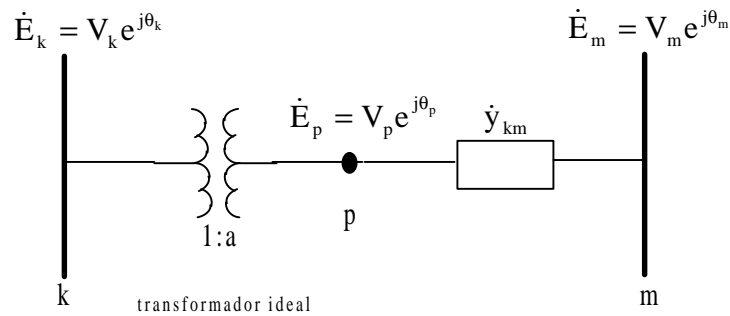 Ė_k = V_k e^{jθ_k}
Ė_m = V_m e^{jθ_m}
Ė_p = V_p e^{jθ_p}
ẏ_km
1:a
p
k
transformador ideal
m